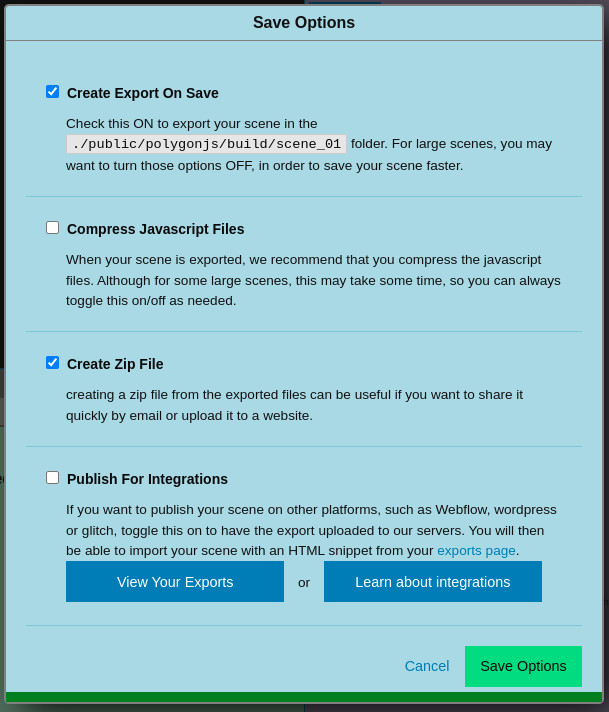 Save Options
Create Export On Save
Check this ON to export your scene in the
./public/polygonjs/build/scene_01 folder. For large scenes, you may
want to turn those options OFF, in order to save your scene faster.
Compress Javascript Files
When your scene is exported, we recommend that you compress the javascript
files. Although for some large scenes, this may take some time, so you can always
toggle this on/off as needed.
Create Zip File
creating a zip file from the exported files can be useful if you want to share it
quickly by email or upload it to a website.
Publish For Integrations
If you want to publish your scene on other platforms, such as Webflow, wordpress
or glitch, toggle this on to have the export uploaded to our servers. You will then
be able to import your scene with an HTML snippet from your exports page.
View Your Exports or Learn about integrations
Cancel Save Options